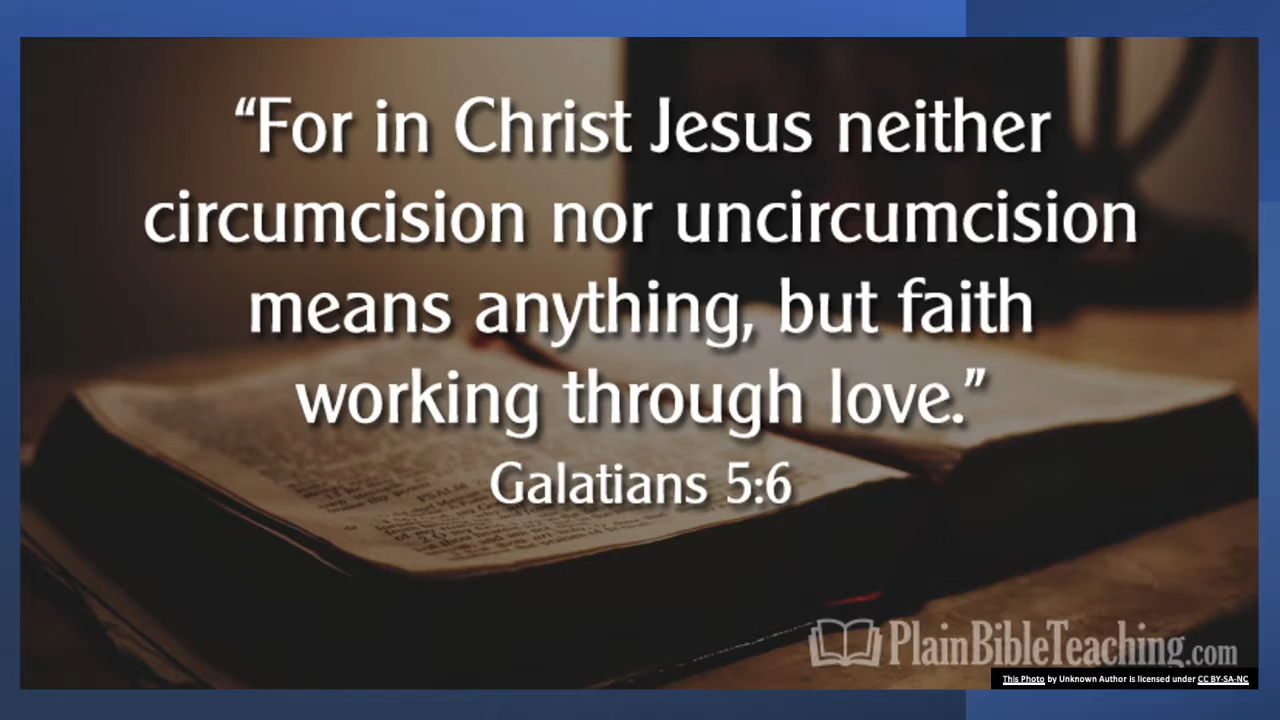 “For in Christ Jesus neither
circumcision nor uncircumcision
means anything, but faith
working through love.”
Galatians 5:6
PSALM
PlainBibleTeaching.com
This Photo by Unknown Author is licensed under CC BY-SA-NC